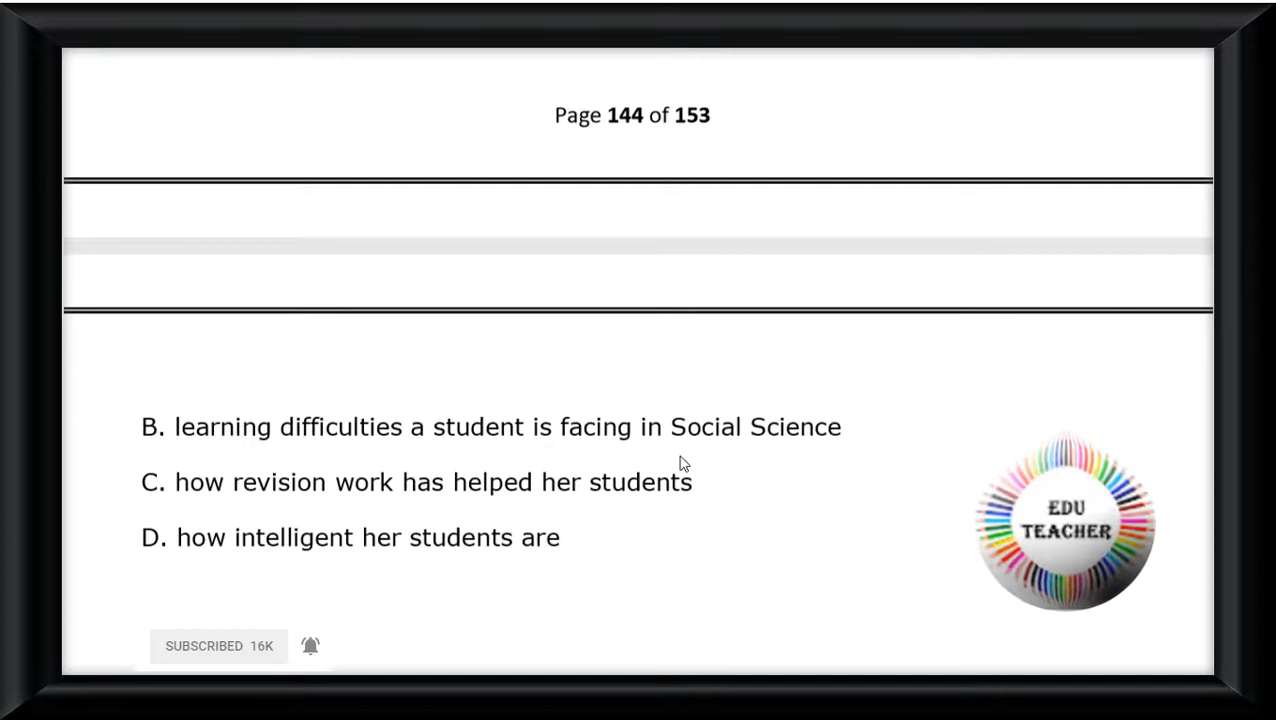 Page 144 of 153
B. learning difficulties a student is facing in Social Science
C. how revision work has helped her students
D. how intelligent her students are
EDU
TEACHER
SUBSCRIBED 16K